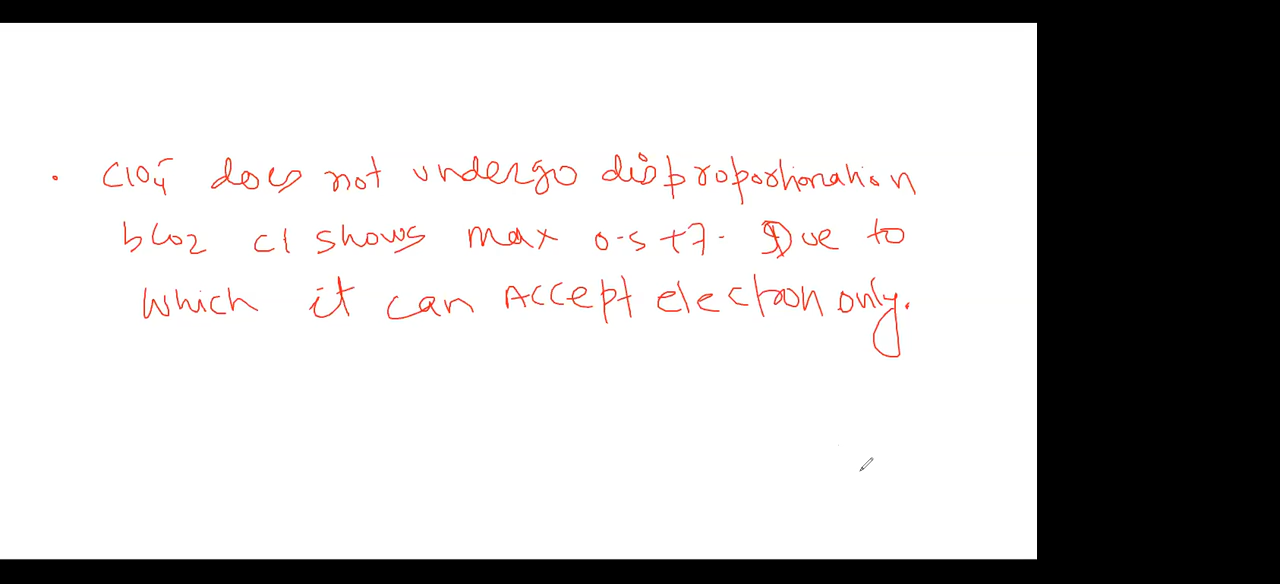 • ClO₄⁻ does not undergo disproportionation
bcoz Cl shows max o.s +7. Due to
which it can Accept electron only.